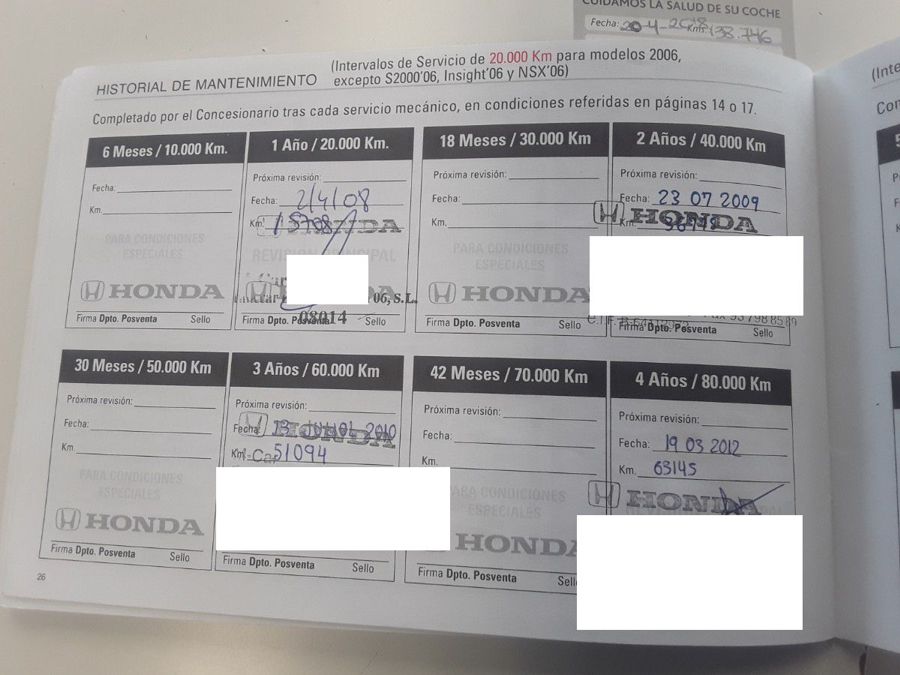 CUIDAMOS LA SALUD DE SU COCHE
Fecha: 20-4-2018 Kms: 138.746
HISTORIAL DE MANTENIMIENTO
(Intervalos de Servicio de 20.000 Km para modelos 2006,
excepto S2000'06, Insight'06 y NSX'06)
Completado por el Concesionario tras cada servicio mecánico, en condiciones referidas en páginas 14 o 17.
6 Meses / 10.000 Km.
Fecha:
Km.
PARA CONDICIONES
ESPECIALES
HONDA
Firma Dpto. Posventa Sello
1 Año / 20.000 Km.
Próxima revisión:
Fecha: 2/4/08
Km. 15708
HONDA
REVISIÓN PRINCIPAL
06, S.L.
08014
Firma Dpto. Posventa Sello
18 Meses / 30.000 Km
Próxima revisión:
Fecha:
Km.
PARA CONDICIONES
ESPECIALES
HONDA
Firma Dpto. Posventa Sello
2 Años / 40.000 Km
Próxima revisión:
Fecha: 23 07 2009
Km.
HONDA
Firma Dpto. Posventa Sello
30 Meses / 50.000 Km
Próxima revisión:
Fecha:
Km.
PARA CONDICIONES
ESPECIALES
HONDA
Firma Dpto. Posventa Sello
3 Años / 60.000 Km
Próxima revisión:
Fecha: 2010
HONDA
Km. 51094
Firma Dpto. Posventa Sello
42 Meses / 70.000 Km
Próxima revisión:
Fecha:
Km.
PARA CONDICIONES
ESPECIALES
HONDA
Firma Dpto. Posventa
4 Años / 80.000 Km
Próxima revisión:
Fecha: 19 03 2012
Km. 63145
HONDA
26